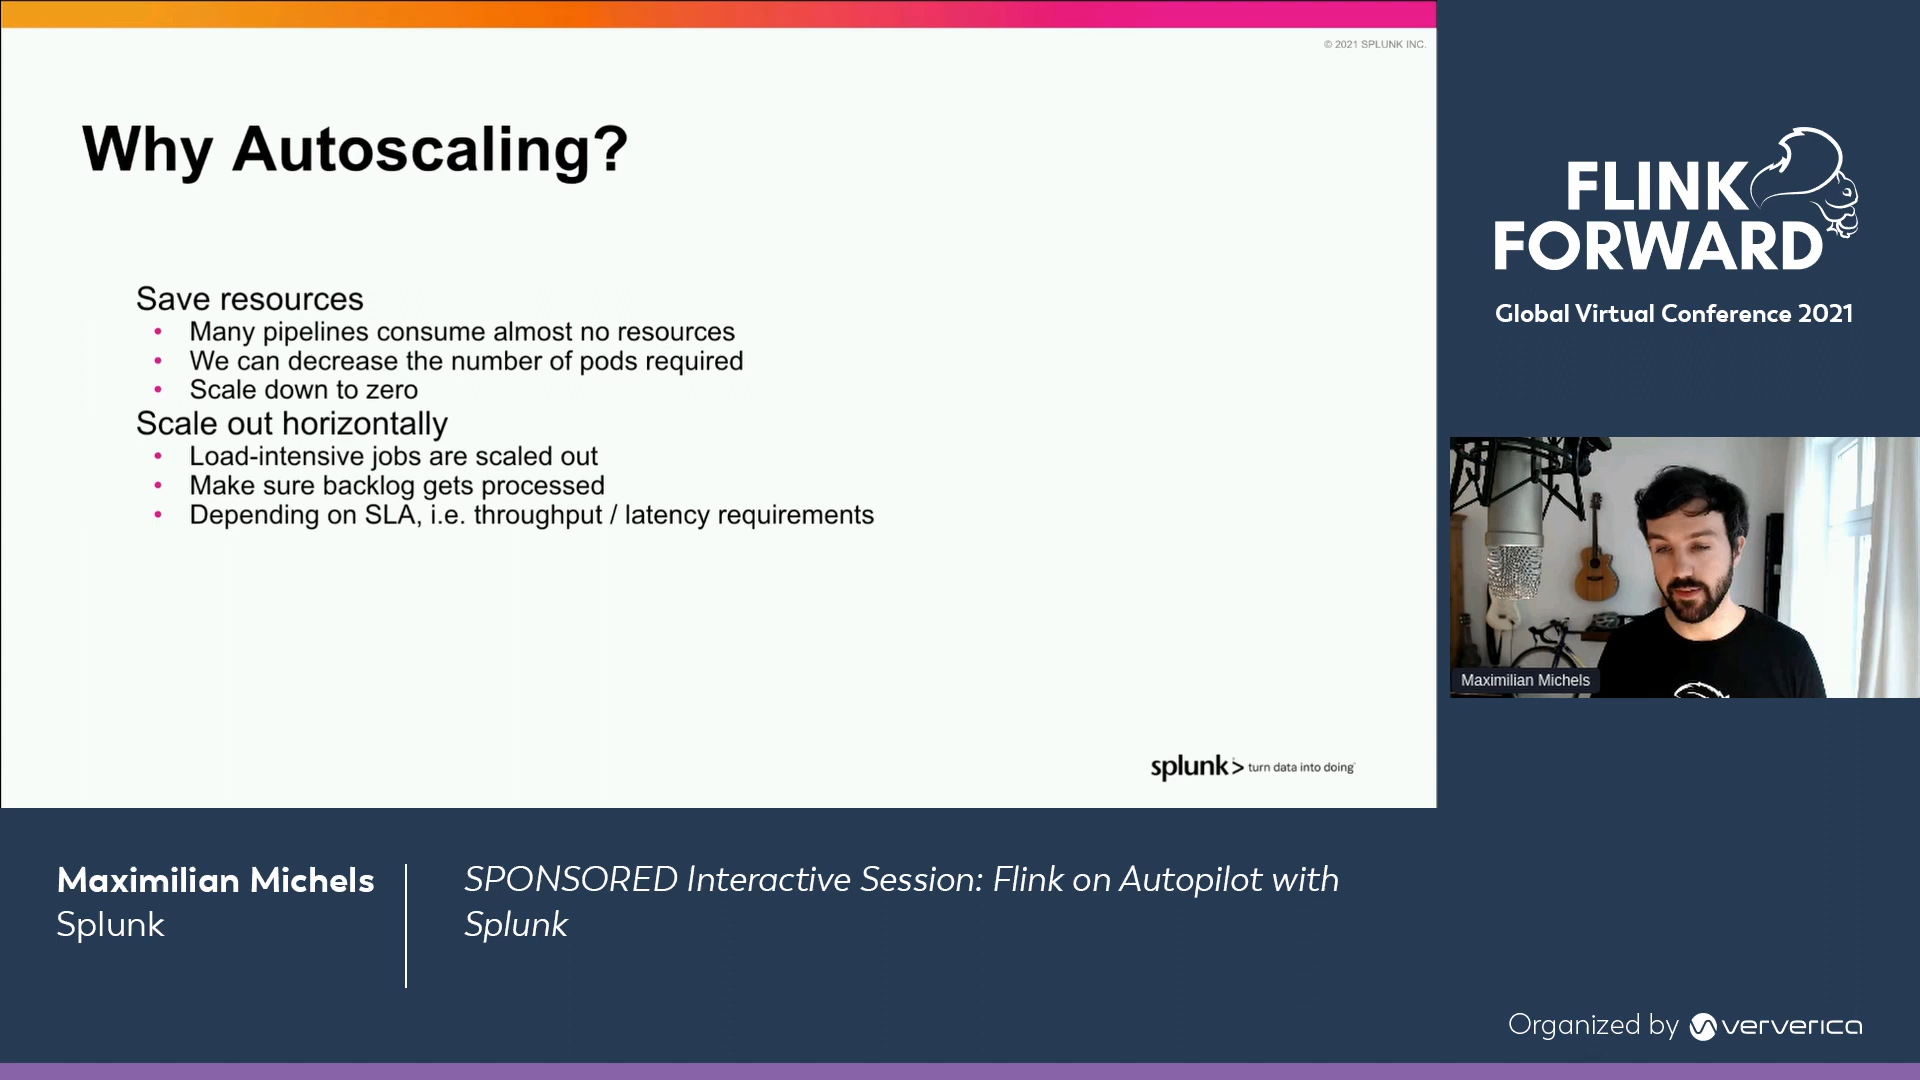 © 2021 SPLUNK INC.
Why Autoscaling?
Save resources
• Many pipelines consume almost no resources
• We can decrease the number of pods required
• Scale down to zero
Scale out horizontally
• Load-intensive jobs are scaled out
• Make sure backlog gets processed
• Depending on SLA, i.e. throughput / latency requirements
splunk> turn data into doing
FLINK
FORWARD
Global Virtual Conference 2021
Maximilian Michels
Maximilian Michels
Splunk
SPONSORED Interactive Session: Flink on Autopilot with
Splunk
Organized by ververica